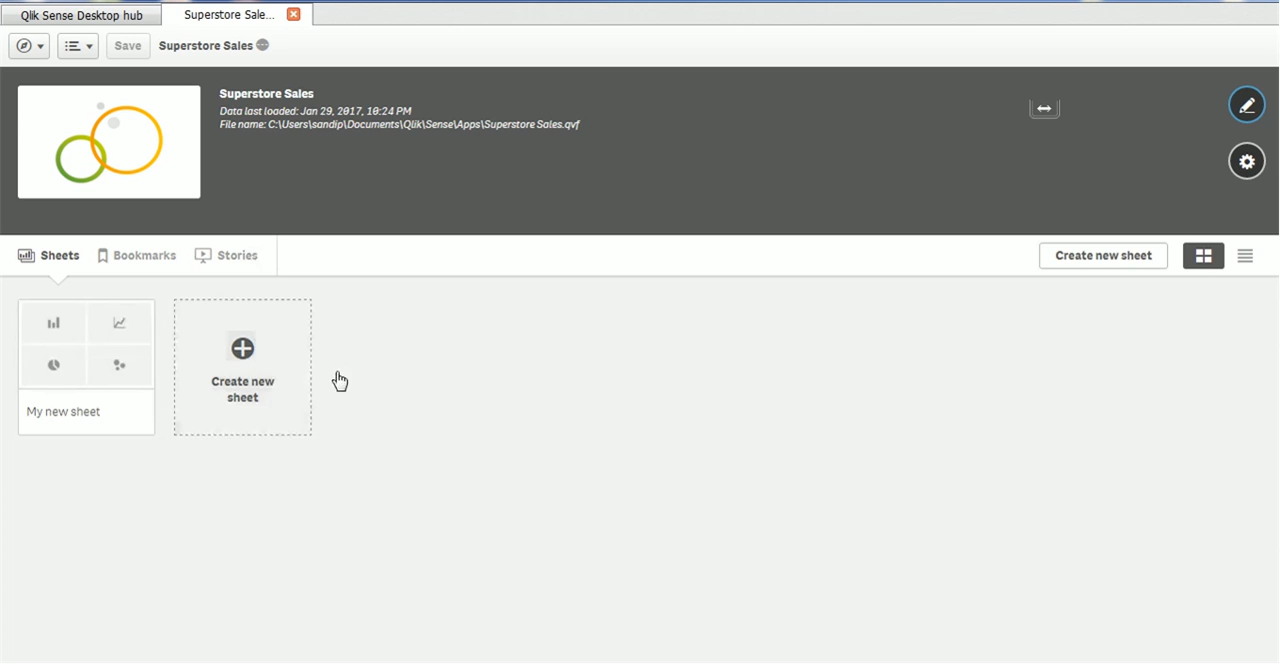 Qlik Sense Desktop hub
Superstore Sale...
Save
Superstore Sales
Superstore Sales
Data last loaded: Jan 29, 2017, 10:24 PM
File name: C:\Users\sandip\Documents\Qlik\Sense\Apps\Superstore Sales.qvf
Sheets
Bookmarks
Stories
Create new sheet
Create new
sheet
My new sheet